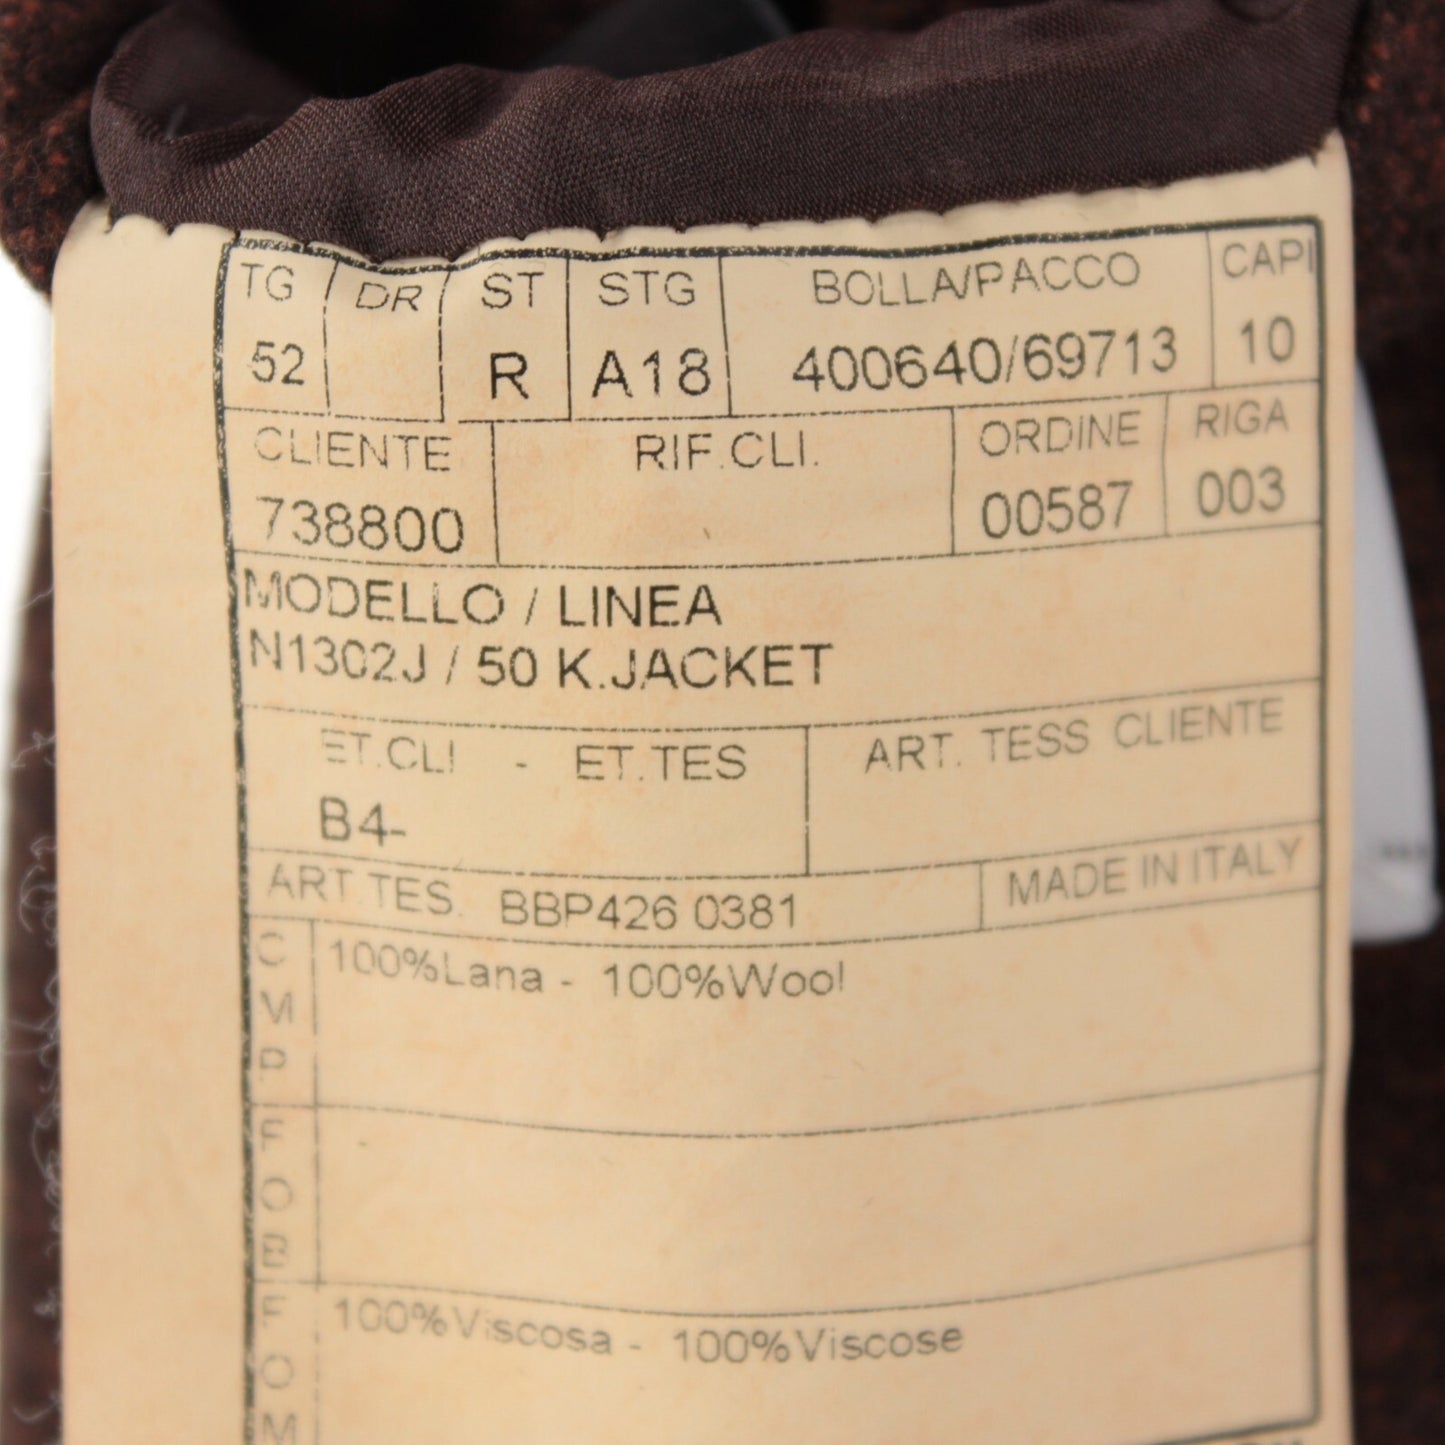 TG DR ST STG BOLLA/PACCO CAPI
52 R A18 400640/69713 10
CLIENTE RIF.CLI. ORDINE RIGA
738800 00587 003
MODELLO / LINEA
N1302J / 50 K.JACKET
ET.CLI - ET.TES ART. TESS CLIENTE
B4-
ART.TES. BBP426 0381 MADE IN ITALY
C 100%Lana - 100%Wool
M
P
F -
O
B
F 100%Viscosa - 100%Viscose
O
M